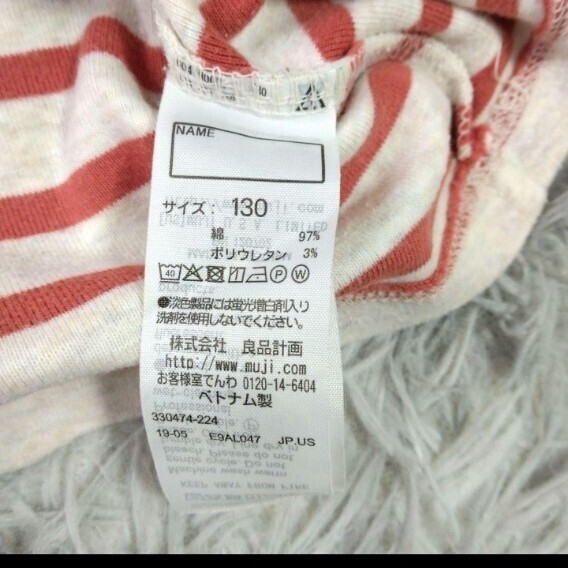 NAME
サイズ: 130
綿 97%
ポリウレタン 3%
40 P W
●淡色製品には蛍光増白剤入り
洗剤を使用しないでください。
株式会社 良品計画
http://www.muji.com
お客様室でんわ 0120-14-6404
ベトナム製
330474-224
19-05 E9AL047 JP.US